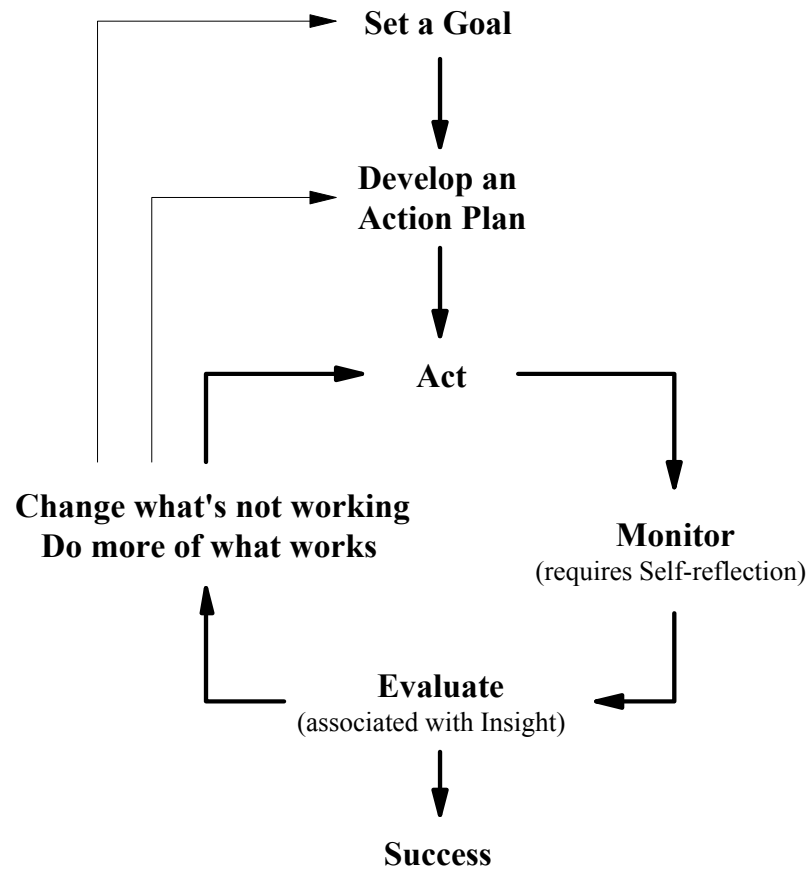 Set a Goal
Develop an
Action Plan
Act
Change what's not working
Do more of what works
Monitor
(requires Self-reflection)
Evaluate
(associated with Insight)
Success